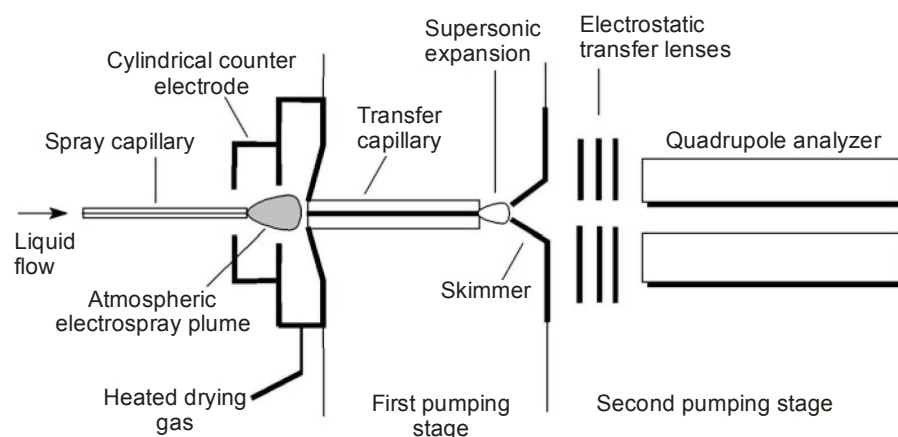 Supersonic
expansion
Electrostatic
transfer lenses
Cylindrical counter
electrode
Transfer
capillary
Spray capillary
Quadrupole analyzer
Liquid
flow
Skimmer
Atmospheric
electrospray plume
Heated drying
gas
First pumping
stage
Second pumping stage